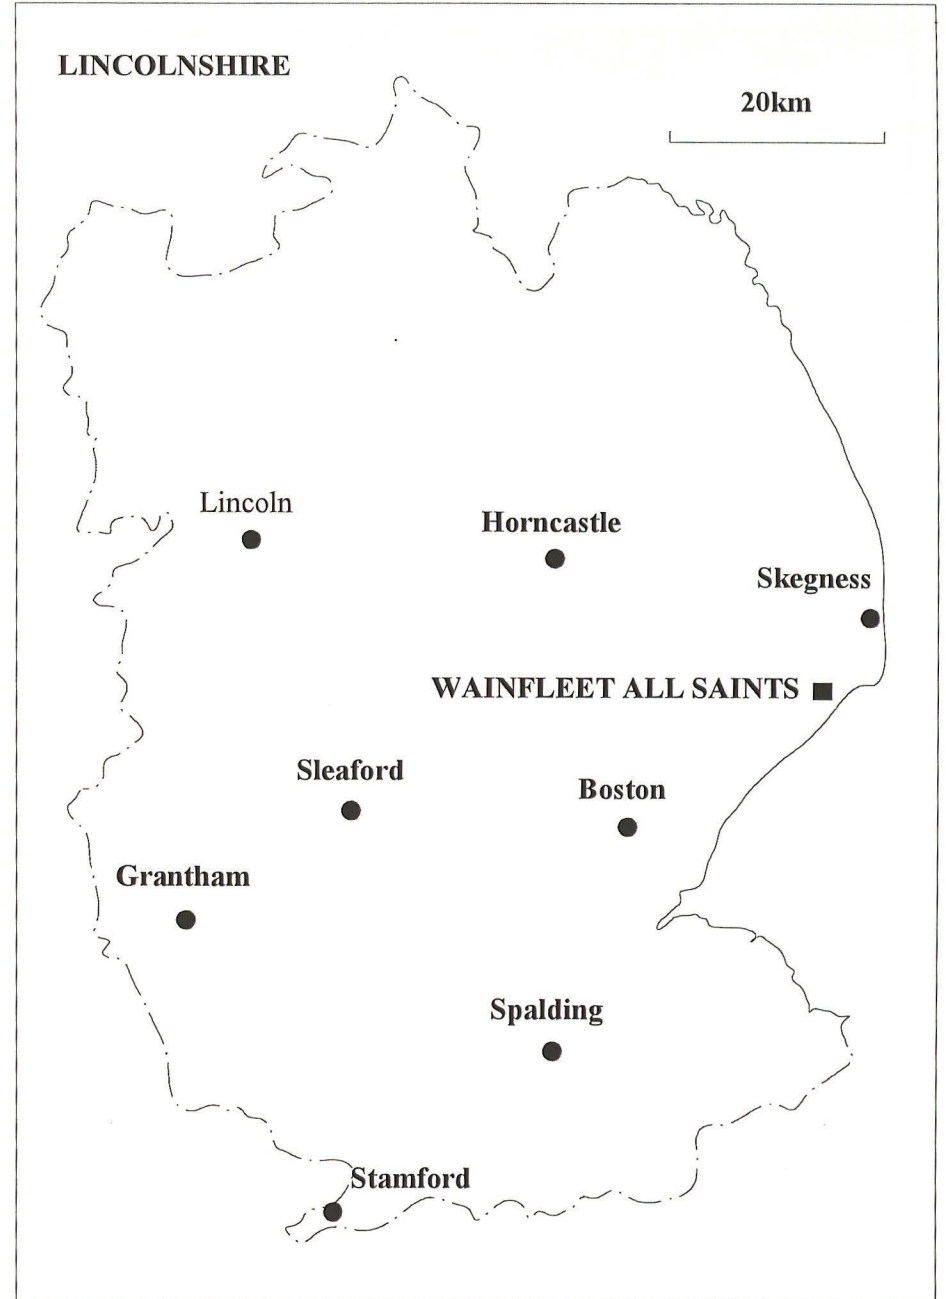 LINCOLNSHIRE
20km
Lincoln
Horncastle
Skegness
WAINFLEET ALL SAINTS
Sleaford
Boston
Grantham
Spalding
Stamford